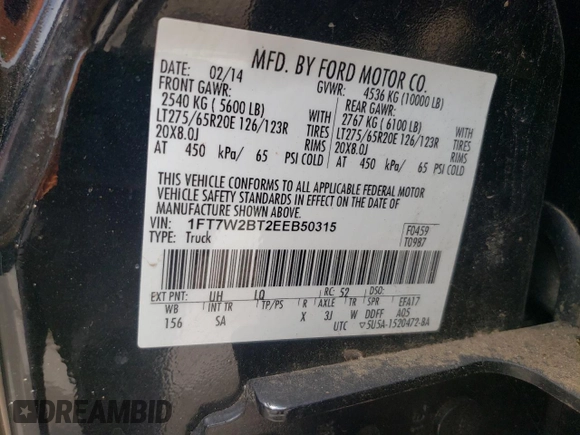 MFD. BY FORD MOTOR CO.
DATE: 02/14 GVWR: 4536 KG (10000 LB)
FRONT GAWR: REAR GAWR:
2540 KG ( 5600 LB) 2767 KG ( 6100 LB)
LT275/65R20E 126/123R TIRES LT275/65R20E 126/123R TIRES
20X8.0J RIMS 20X8.0J RIMS
AT 450 kPa/ 65 PSI COLD AT 450 kPa/ 65 PSI COLD
THIS VEHICLE CONFORMS TO ALL APPLICABLE FEDERAL MOTOR
VEHICLE SAFETY STANDARDS IN EFFECT ON THE DATE OF
MANUFACTURE SHOWN ABOVE.
VIN: 1FT7W2BT2EEB50315 F0459
TYPE: Truck T0987
EXT PNT: UH LQ RC: 52 DSO:
WB INT TR TP/PS R AXLE TR SPR EFA17
156 SA X 3J W DDFF AQ5
UTC ▽5U5A-1520472-BA
DREAMBID